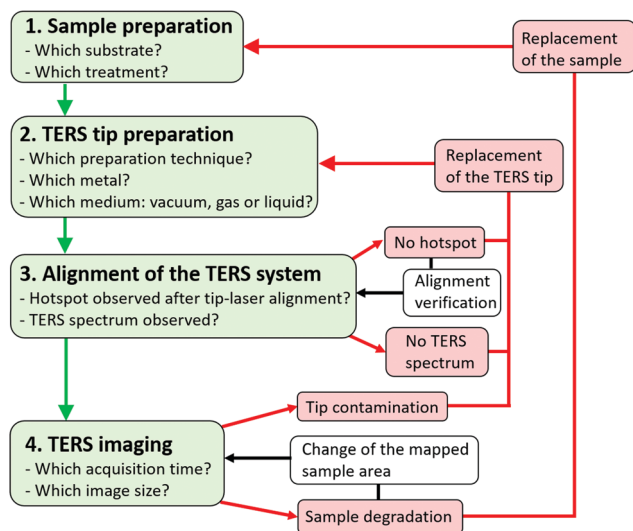 1. Sample preparation
- Which substrate?
- Which treatment?
Replacement
of the sample
2. TERS tip preparation
- Which preparation technique?
- Which metal?
- Which medium: vacuum, gas or liquid?
Replacement
of the TERS tip
No hotspot
3. Alignment of the TERS system
- Hotspot observed after tip-laser alignment?
- TERS spectrum observed?
Alignment
verification
No TERS
spectrum
Tip contamination
4. TERS imaging
- Which acquisition time?
- Which image size?
Change of the mapped
sample area
Sample degradation